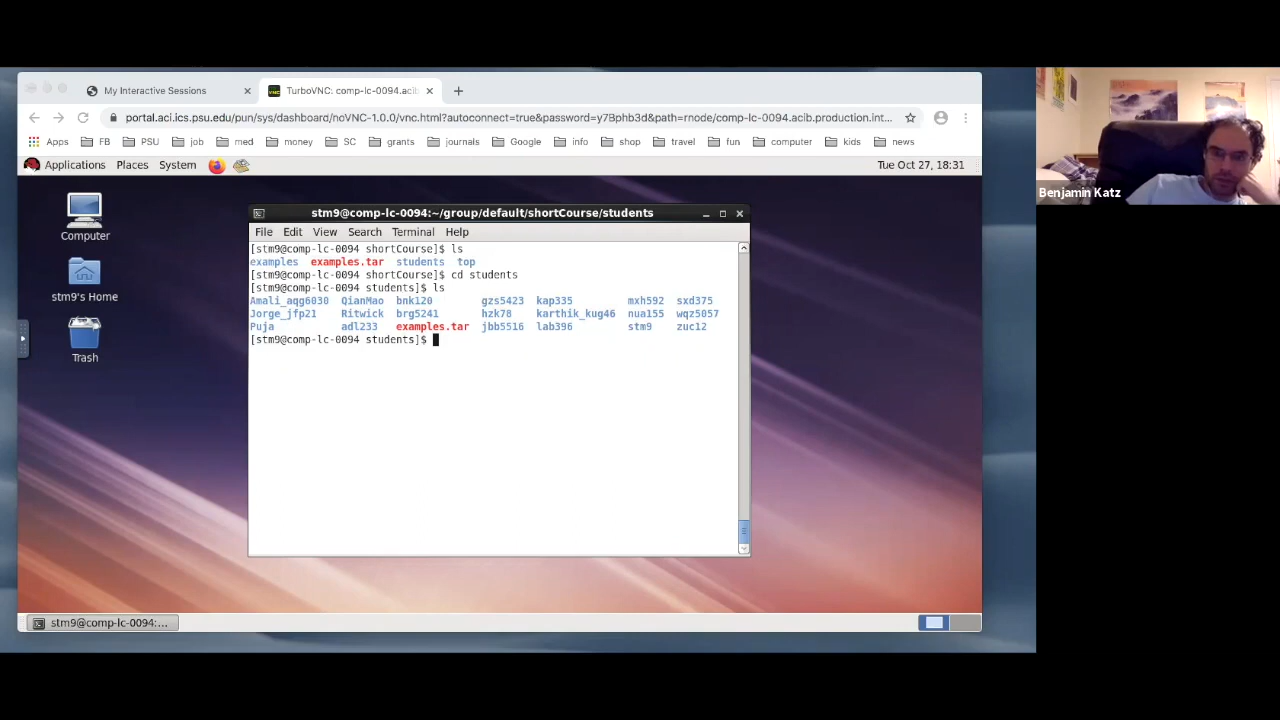 My Interactive Sessions
TurboVNC: comp-lc-0094.acib
portal.aci.ics.psu.edu/pun/sys/dashboard/noVNC-1.0.0/vnc.html?autoconnect=true&password=y7Bphb3d&path=rnode/comp-lc-0094.acib.production.int...
Apps FB PSU job med money SC grants journals Google info shop travel fun computer kids news
Applications Places System Tue Oct 27, 18:31
Benjamin Katz
Computer
stm9's Home
Trash
stm9@comp-lc-0094:~/group/default/shortCourse/students
File Edit View Search Terminal Help
[stm9@comp-lc-0094 shortCourse]$ ls
examples examples.tar students top
[stm9@comp-lc-0094 shortCourse]$ cd students
[stm9@comp-lc-0094 students]$ ls
Amali_aqg6030 QianMao bnk120 gzs5423 kap335 mxh592 sxd375
Jorge_jfp21 Ritwick brg5241 hzk78 karthik_kug46 nua155 wqz5057
Puja adl233 examples.tar jbb5516 lab396 stm9 zuc12
[stm9@comp-lc-0094 students]$
stm9@comp-lc-0094:...